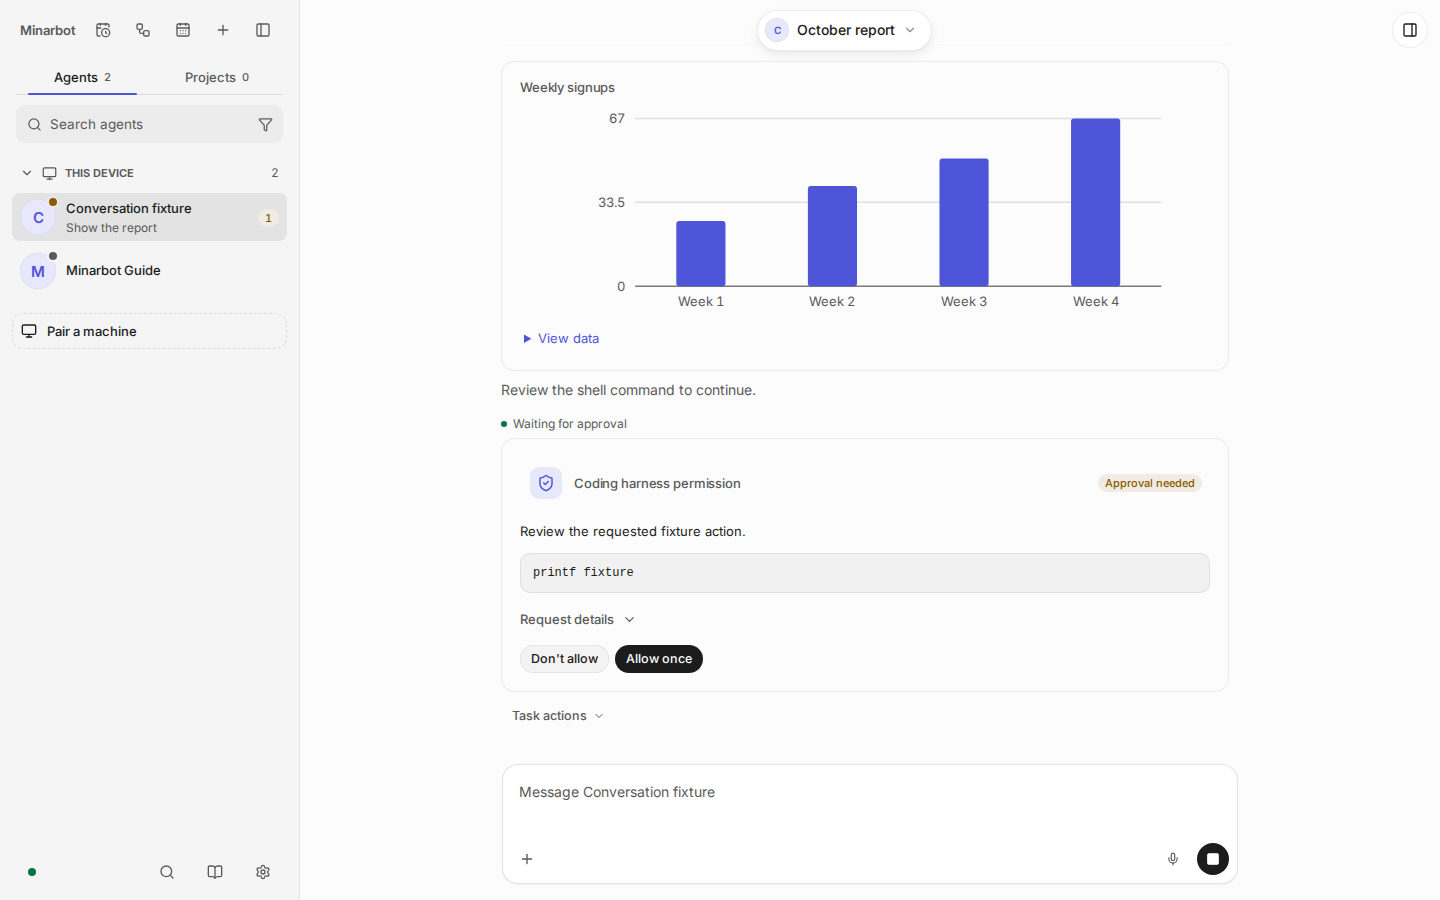 Minarbot
Agents 2
Projects 0
Search agents
THIS DEVICE 2
C
Conversation fixture
Show the report
1
M
Minarbot Guide
Pair a machine
C October report
Weekly signups
67
33.5
0
Week 1
Week 2
Week 3
Week 4
View data
Review the shell command to continue.
Waiting for approval
Coding harness permission
Approval needed
Review the requested fixture action.
printf fixture
Request details
Don't allow
Allow once
Task actions
Message Conversation fixture